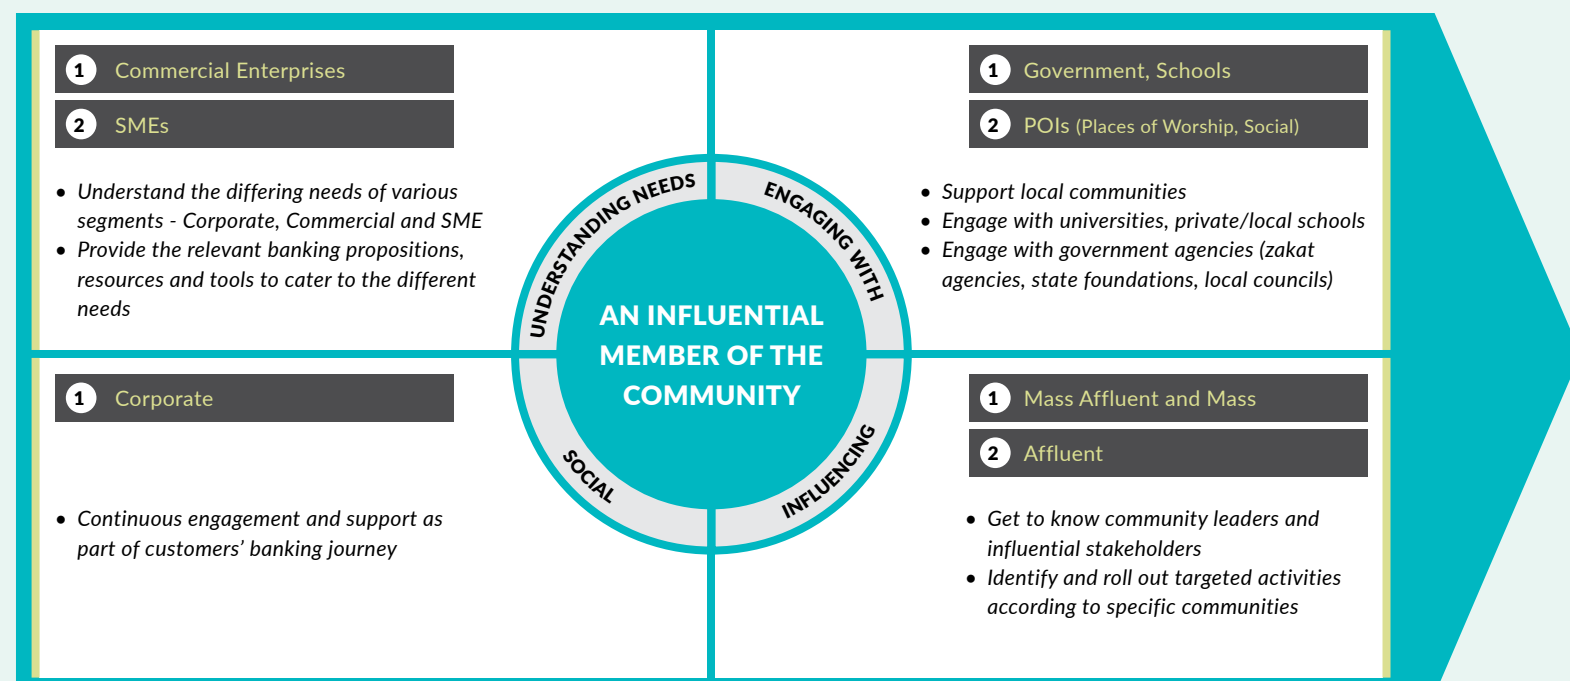 1 Commercial Enterprises
2 SMEs
• Understand the differing needs of various
segments - Corporate, Commercial and SME
• Provide the relevant banking propositions,
resources and tools to cater to the different
needs
1 Government, Schools
2 POIs (Places of Worship, Social)
• Support local communities
• Engage with universities, private/local schools
• Engage with government agencies (zakat
agencies, state foundations, local councils)
UNDERSTANDING NEEDS
ENGAGING WITH
AN INFLUENTIAL
MEMBER OF THE
COMMUNITY
SOCIAL
INFLUENCING
1 Corporate
• Continuous engagement and support as
part of customers’ banking journey
1 Mass Affluent and Mass
2 Affluent
• Get to know community leaders and
influential stakeholders
• Identify and roll out targeted activities
according to specific communities